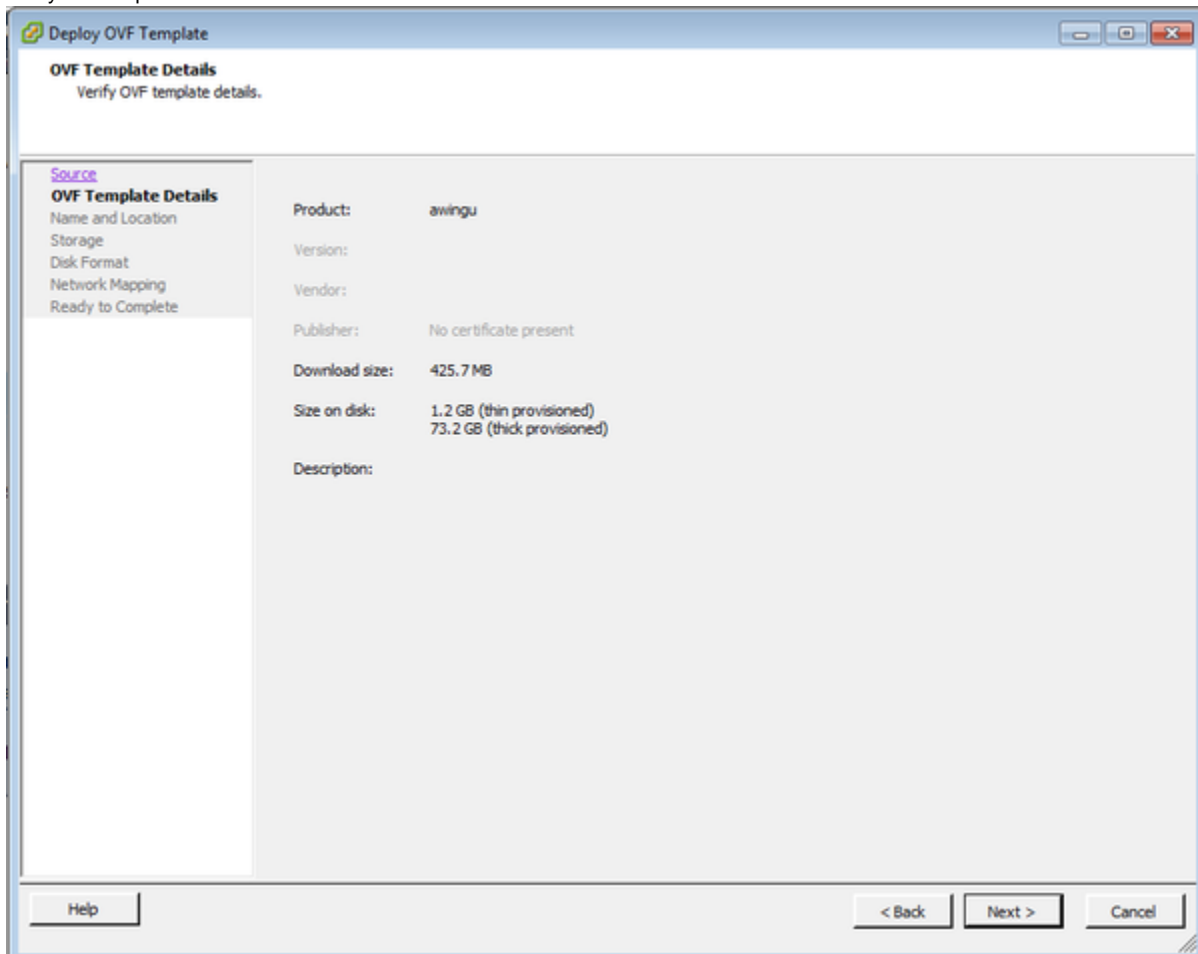 Deploy OVF Template
OVF Template Details
Verify OVF template details.
Source
OVF Template Details
Name and Location
Storage
Disk Format
Network Mapping
Ready to Complete
Product: awingu
Version:
Vendor:
Publisher: No certificate present
Download size: 425.7 MB
Size on disk: 1.2 GB (thin provisioned)
73.2 GB (thick provisioned)
Description:
Help
< Back
Next >
Cancel